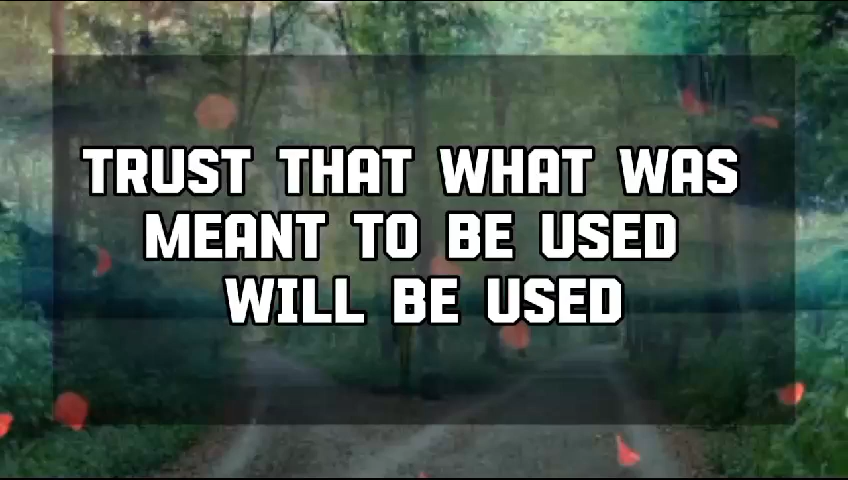 TRUST THAT WHAT WAS
MEANT TO BE USED
WILL BE USED